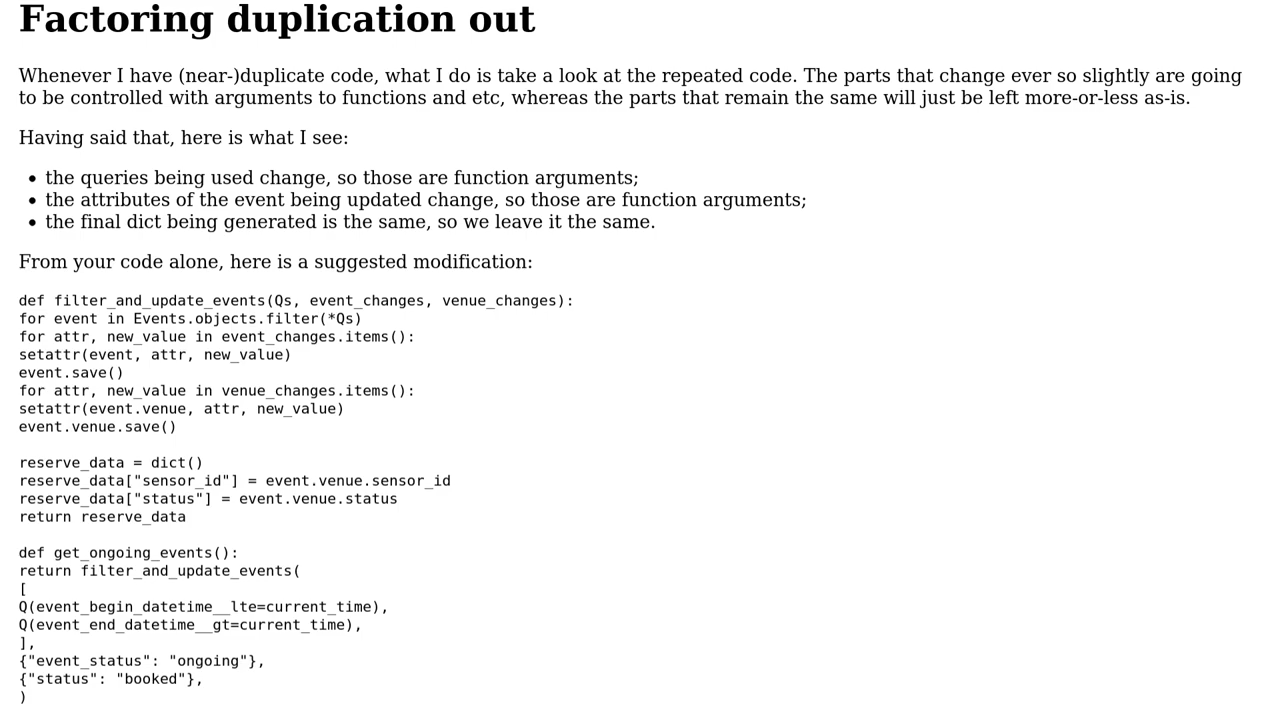 Factoring duplication out
Whenever I have (near-)duplicate code, what I do is take a look at the repeated code. The parts that change ever so slightly are going
to be controlled with arguments to functions and etc, whereas the parts that remain the same will just be left more-or-less as-is.
Having said that, here is what I see:
• the queries being used change, so those are function arguments;
• the attributes of the event being updated change, so those are function arguments;
• the final dict being generated is the same, so we leave it the same.
From your code alone, here is a suggested modification:
def filter_and_update_events(Qs, event_changes, venue_changes):
for event in Events.objects.filter(*Qs)
for attr, new_value in event_changes.items():
setattr(event, attr, new_value)
event.save()
for attr, new_value in venue_changes.items():
setattr(event.venue, attr, new_value)
event.venue.save()
reserve_data = dict()
reserve_data["sensor_id"] = event.venue.sensor_id
reserve_data["status"] = event.venue.status
return reserve_data
def get_ongoing_events():
return filter_and_update_events(
[
Q(event_begin_datetime__lte=current_time),
Q(event_end_datetime__gt=current_time),
],
{"event_status": "ongoing"},
{"status": "booked"},
)